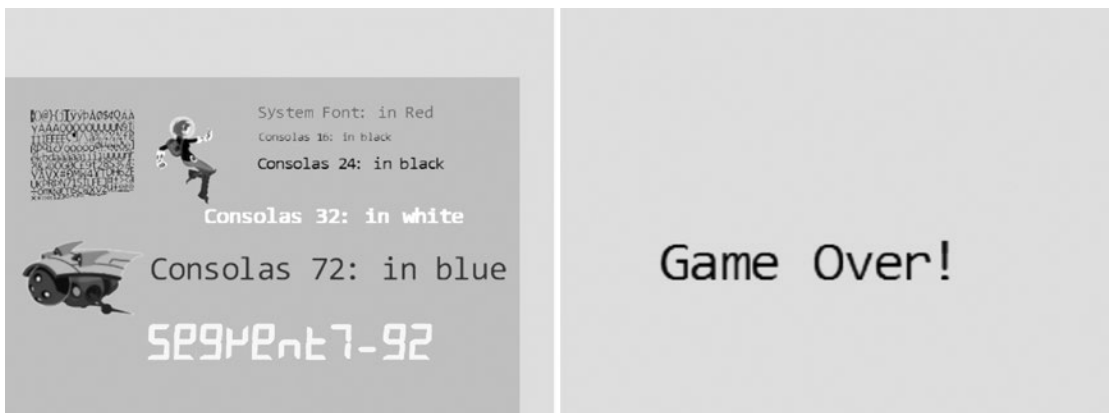 System Font: in Red
Consolas 16: in black
Consolas 24: in black
Consolas 32: in white
Consolas 72: in blue
Segment7-92
Game Over!